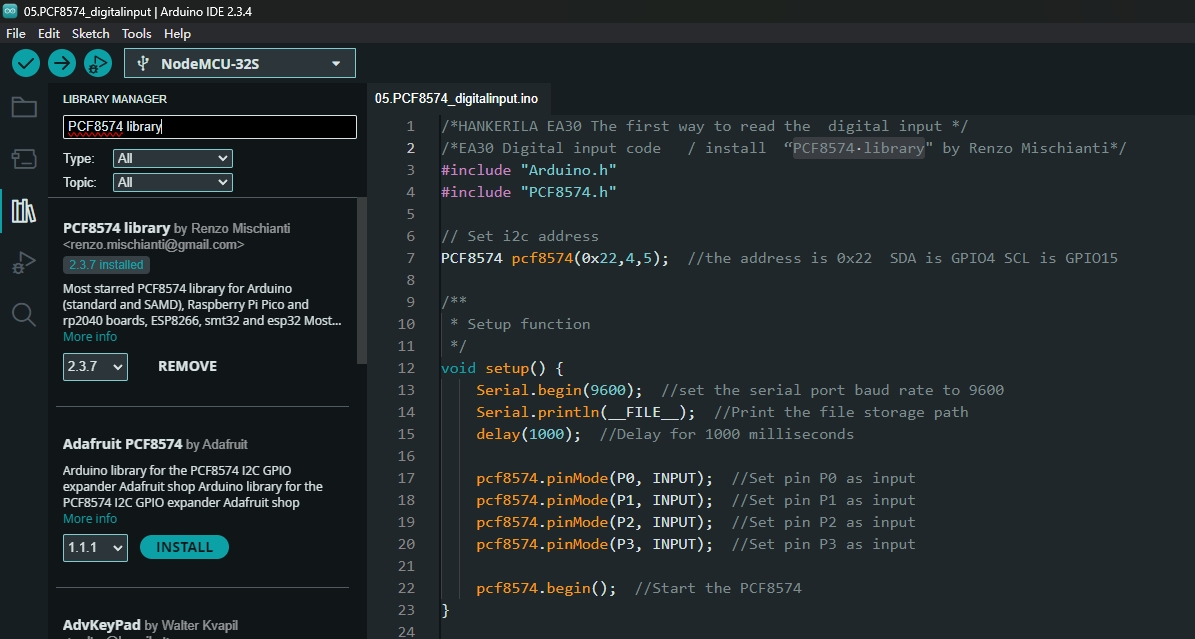 05.PCF8574_digitalinput | Arduino IDE 2.3.4
File Edit Sketch Tools Help
NodeMCU-32S
LIBRARY MANAGER
PCF8574 library
Type: All
Topic: All
PCF8574 library by Renzo Mischianti
<renzo.mischianti@gmail.com>
2.3.7 installed
Most starred PCF8574 library for Arduino
(standard and SAMD), Raspberry Pi Pico and
rp2040 boards, ESP8266, smt32 and esp32 Most...
More info
2.3.7 REMOVE
Adafruit PCF8574 by Adafruit
Arduino library for the PCF8574 I2C GPIO
expander Adafruit shop Arduino library for the
PCF8574 I2C GPIO expander Adafruit shop
More info
1.1.1 INSTALL
AdvKeyPad by Walter Kvapil
05.PCF8574_digitalinput.ino
1 /*HANKERILA EA30 The first way to read the  digital input */
2 /*EA30 Digital input code   / install  “PCF8574·library" by Renzo Mischianti*/
3 #include "Arduino.h"
4 #include "PCF8574.h"
5
6 // Set i2c address
7 PCF8574 pcf8574(0x22,4,5);  //the address is 0x22  SDA is GPIO4 SCL is GPIO15
8
9 /**
10  * Setup function
11  */
12 void setup() {
13     Serial.begin(9600);  //set the serial port baud rate to 9600
14     Serial.println(__FILE__);  //Print the file storage path
15     delay(1000);  //Delay for 1000 milliseconds
16
17     pcf8574.pinMode(P0, INPUT);  //Set pin P0 as input
18     pcf8574.pinMode(P1, INPUT);  //Set pin P1 as input
19     pcf8574.pinMode(P2, INPUT);  //Set pin P2 as input
20     pcf8574.pinMode(P3, INPUT);  //Set pin P3 as input
21
22     pcf8574.begin();  //Start the PCF8574
23 }
24